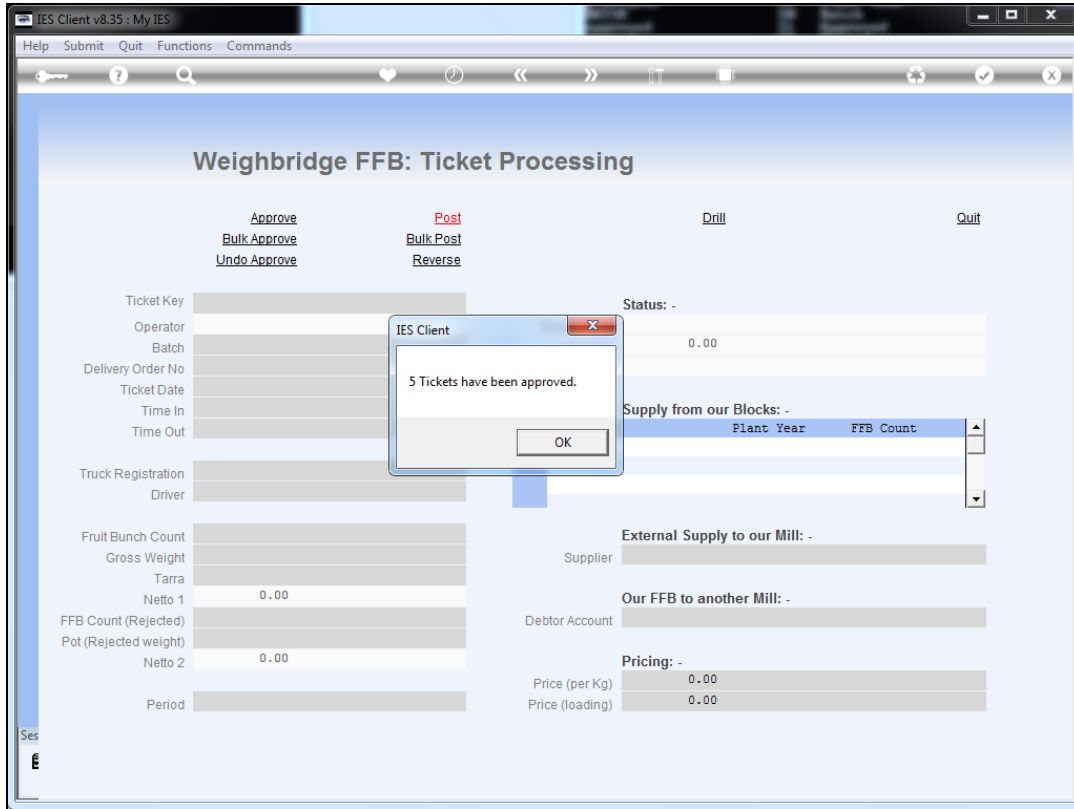 IES Client v8.35 : My IES
Help Submit Quit Functions Commands
Weighbridge FFB: Ticket Processing
Approve Post Drill Quit
Bulk Approve Bulk Post
Undo Approve Reverse
Ticket Key Status: -
Operator
Batch 0.00
Delivery Order No
Ticket Date
Time In Supply from our Blocks: -
Time Out Plant Year FFB Count
IES Client
5 Tickets have been approved.
OK
Truck Registration
Driver
Fruit Bunch Count External Supply to our Mill: -
Gross Weight Supplier
Tarra
Netto 1 0.00 Our FFB to another Mill: -
FFB Count (Rejected) Debtor Account
Pot (Rejected weight)
Netto 2 0.00 Pricing: -
Price (per Kg) 0.00
Period Price (loading) 0.00
Ses